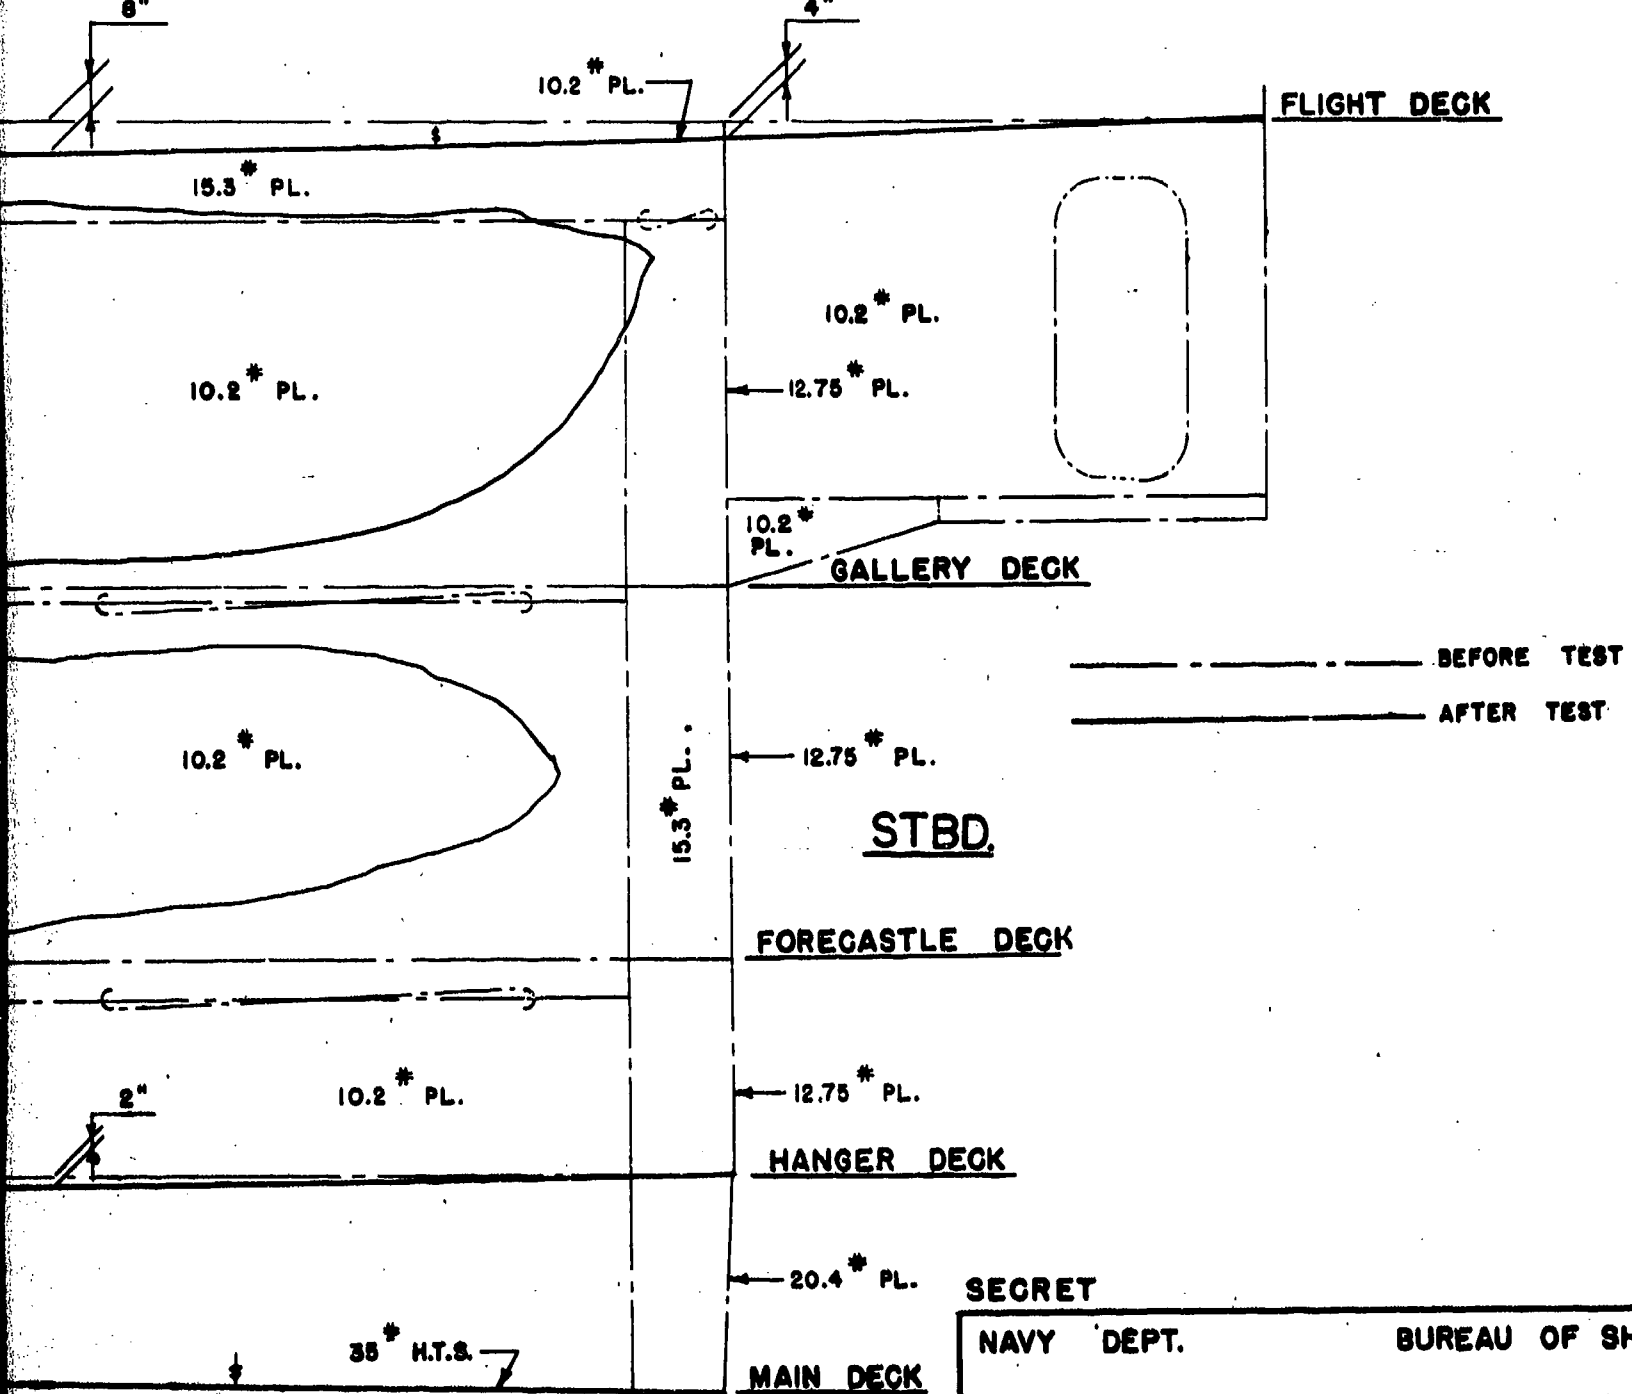 8"
4"
10.2 # PL.
FLIGHT DECK
15.3 # PL.
10.2 # PL.
10.2 # PL.
12.75 # PL.
10.2 #
PL.
GALLERY DECK
BEFORE TEST
AFTER TEST
10.2 # PL.
12.75 # PL.
15.3 # PL.
STBD.
FORECASTLE DECK
10.2 # PL.
12.75 # PL.
2"
HANGER DECK
20.4 # PL.
SECRET
NAVY DEPT. BUREAU OF SH
35 # H.T.S.
MAIN DECK